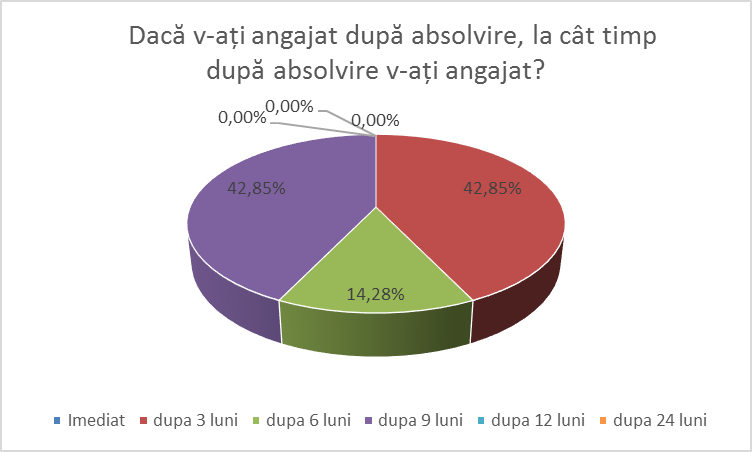 Dacă v-ați angajat după absolvire, la cât timp
după absolvire v-ați angajat?
0,00%
0,00%
0,00%
42,85%
42,85%
14,28%
Imediat dupa 3 luni dupa 6 luni dupa 9 luni dupa 12 luni dupa 24 luni